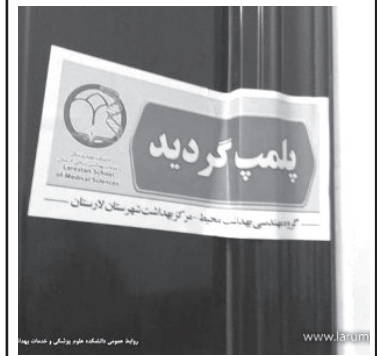 پلمپ گردید
Larestan School
of Medical Sciences
گروه مهندسی بهداشت محیط - مرکز بهداشت شهرستان لارستان
روابط عمومی دانشکده علوم پزشکی و خدمات بهدا
www.larum